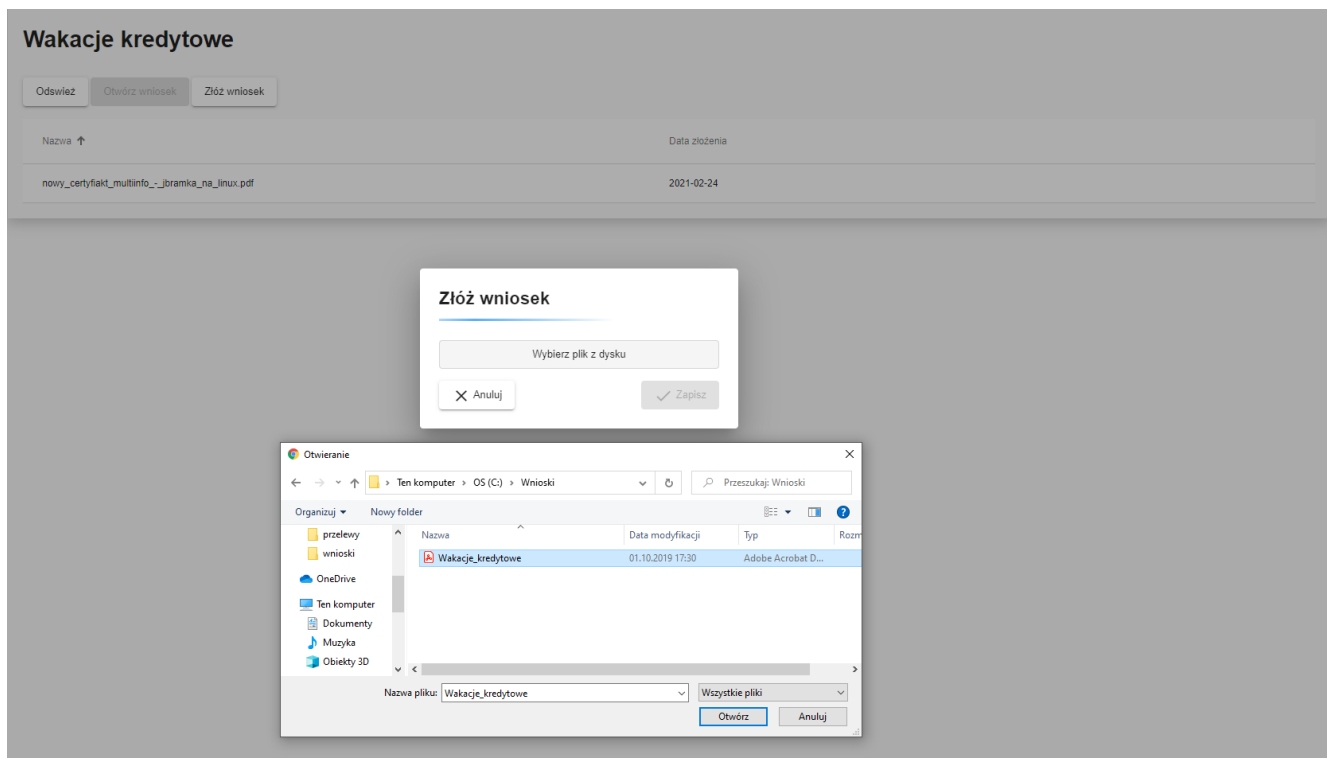 Wakacje kredytowe
Odswież Otwórz wniosek Złóż wniosek
Nazwa Data złożenia
nowy_certyfiakt_multiinfo_-_jbramka_na_linux.pdf 2021-02-24
Złóż wniosek
Wybierz plik z dysku
Anuluj Zapisz
Otwieranie
Ten komputer › OS (C:) › Wnioski Przeszukaj: Wnioski
Organizuj New folder
przelewy Nazwa Data modyfikacji Typ Rozm
wnioski Wakacje_kredytowe 01.10.2019 17:30 Adobe Acrobat D...
OneDrive
Ten komputer
Dokumenty
Muzyka
Obiekty 3D
Nazwa pliku: Wakacje_kredytowe Wszystkie pliki
Otwórz Anuluj